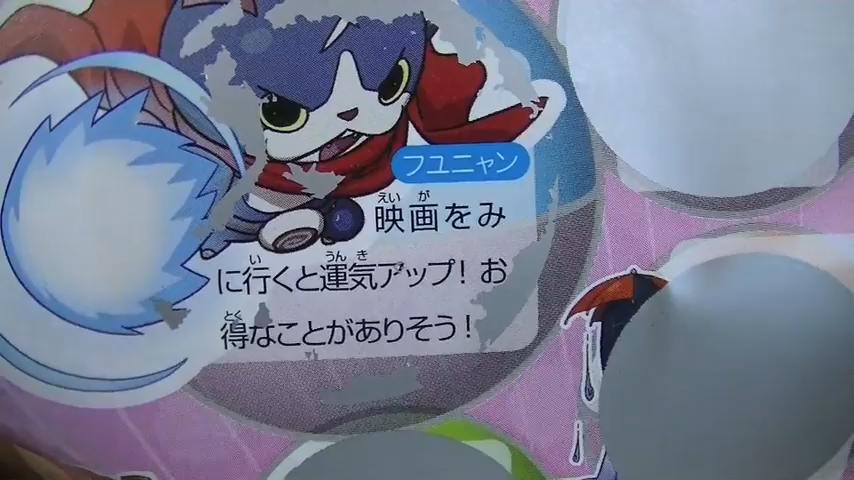 フユニャン
映画をみ
に行くと運気アップ！お
得なことがありそう！